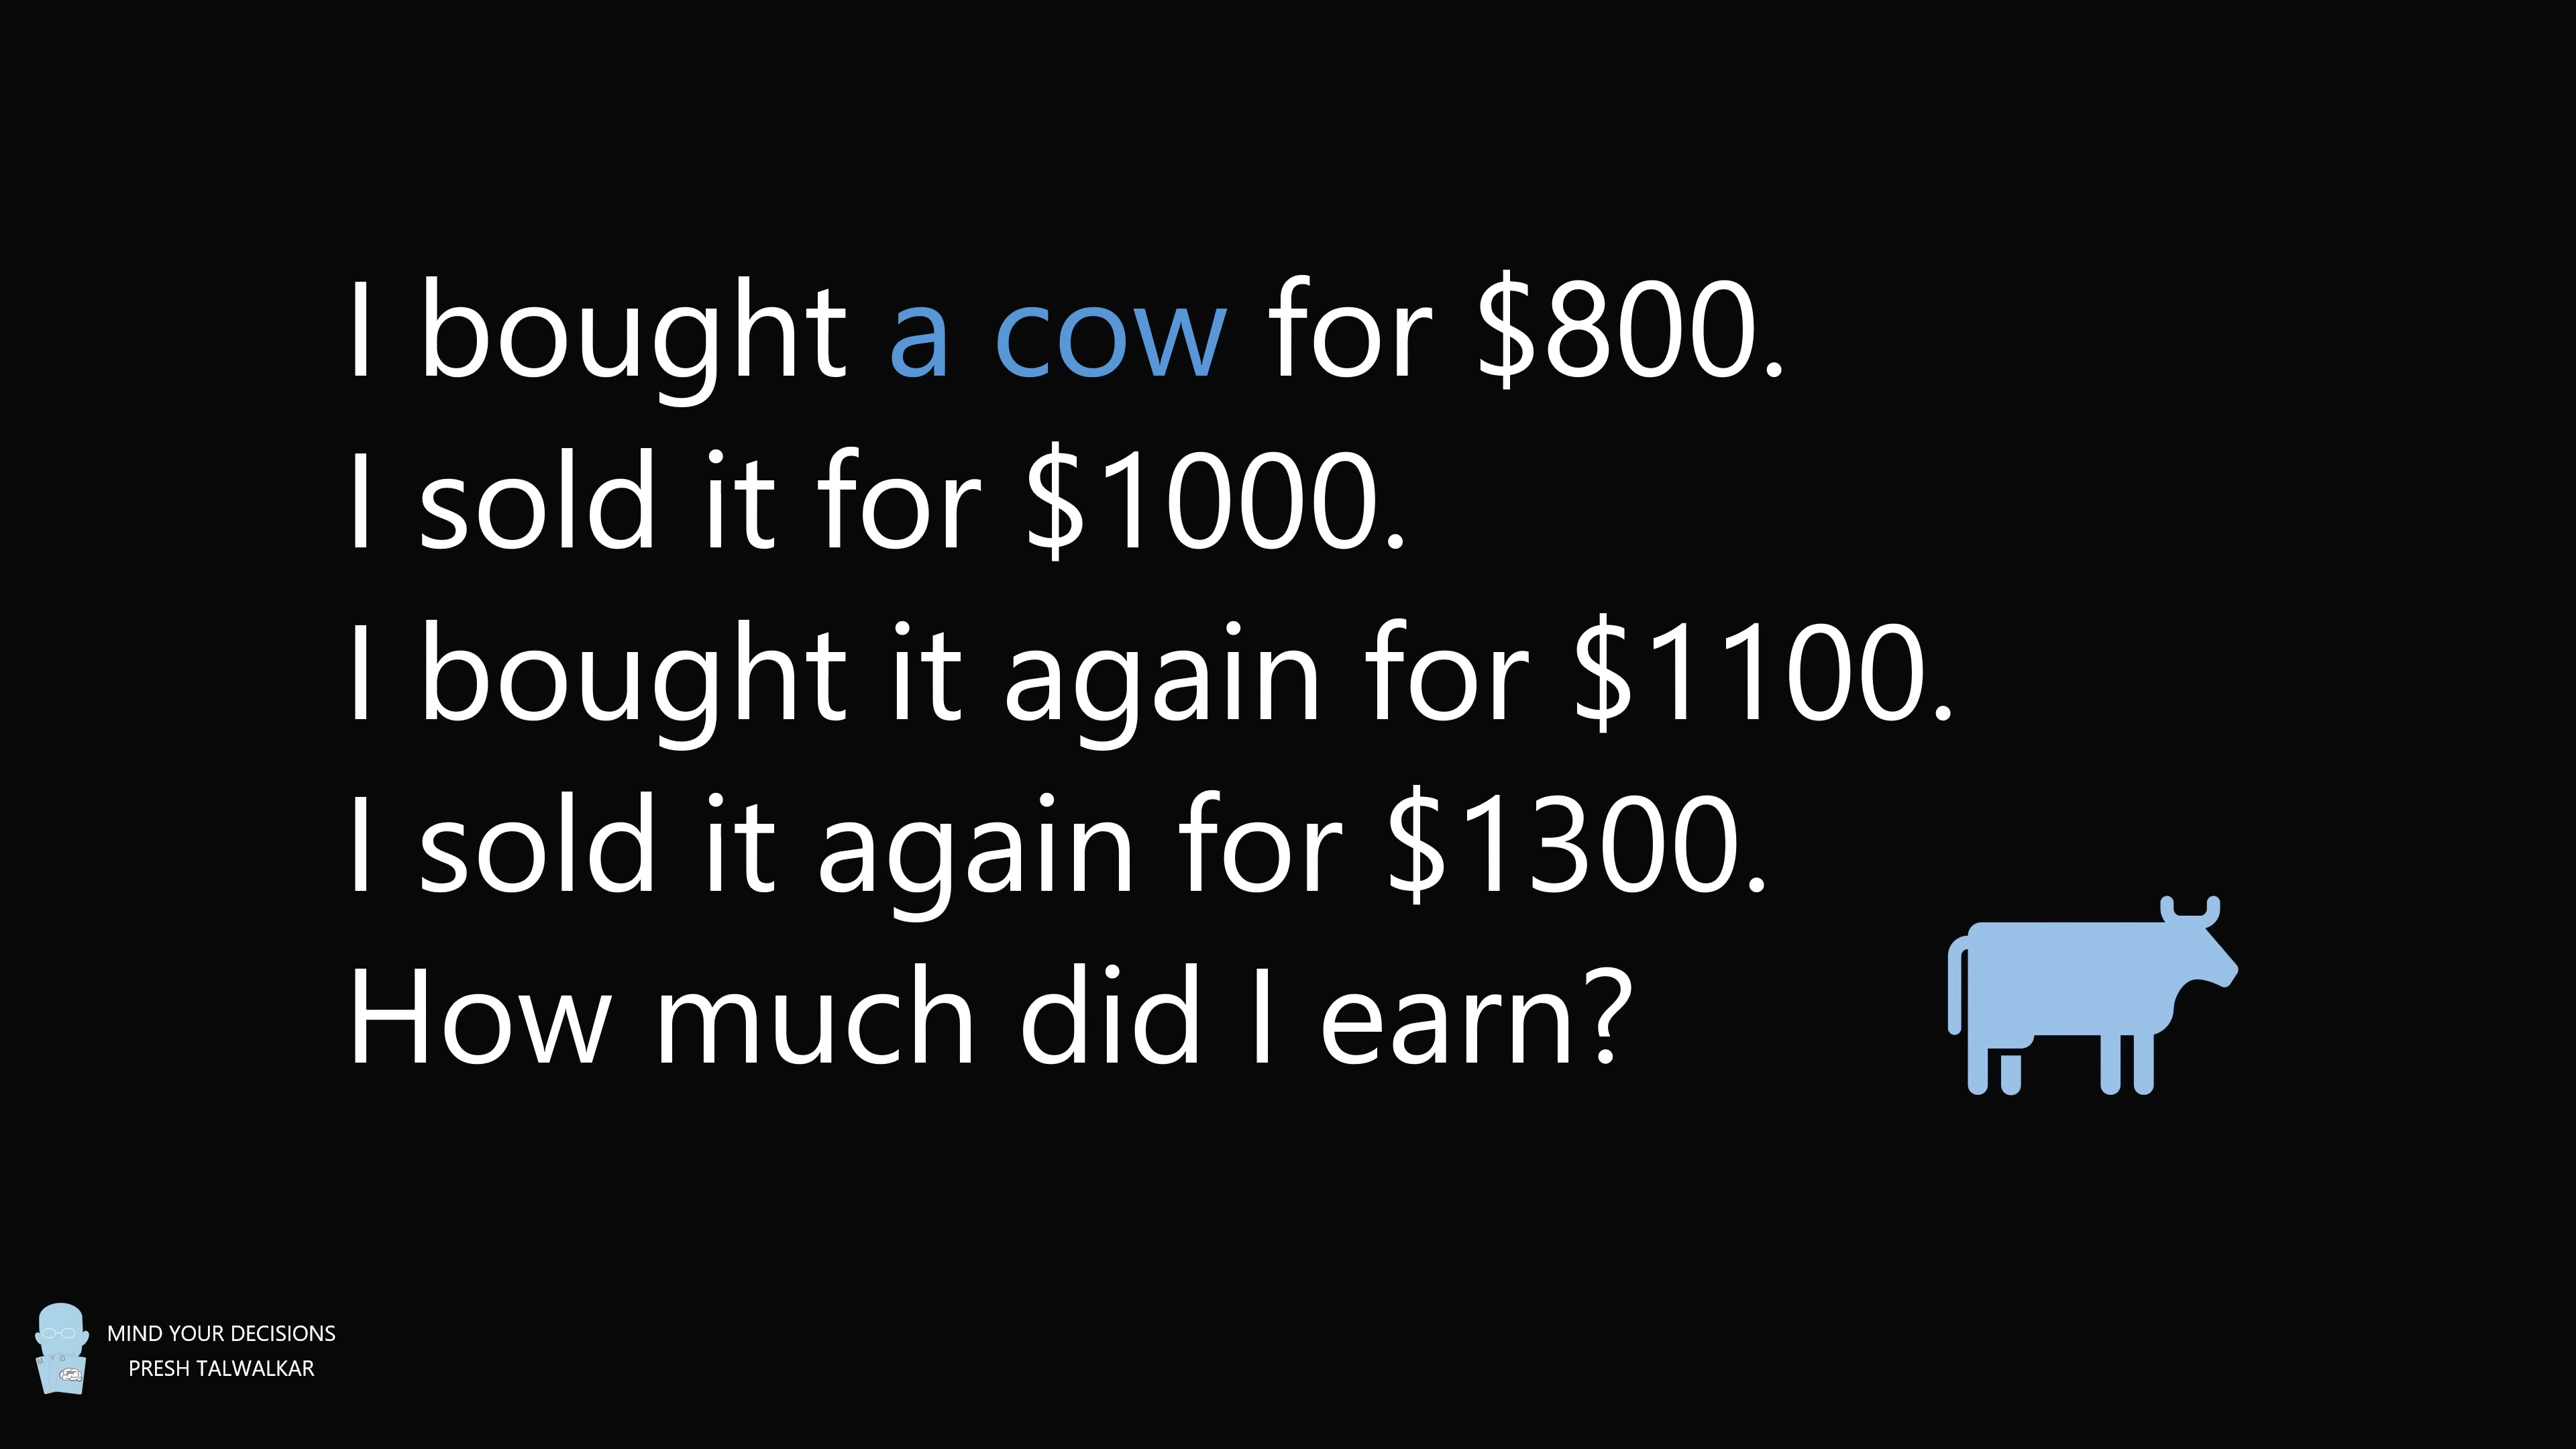 I bought a cow for $800.
I sold it for $1000.
I bought it again for $1100.
I sold it again for $1300.
How much did I earn?
MIND YOUR DECISIONS
PRESH TALWALKAR
M Y D